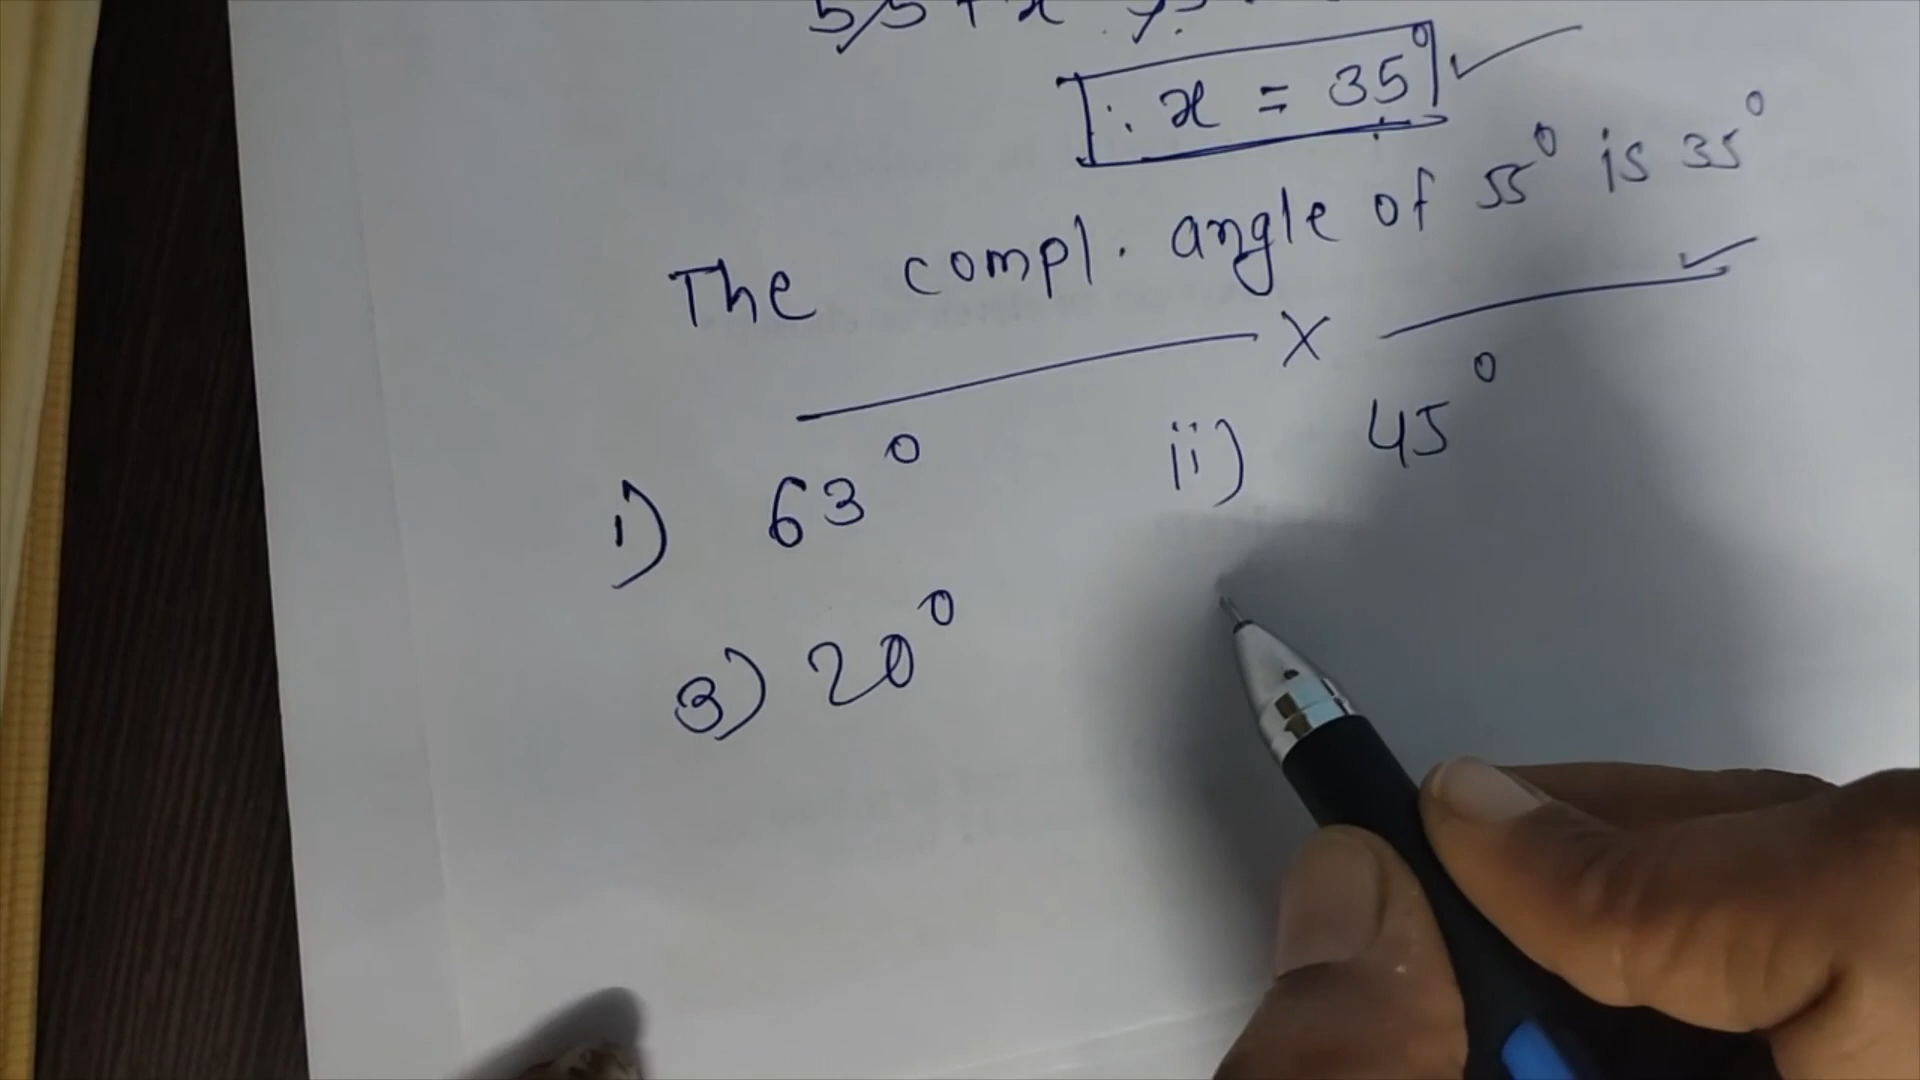 ∴ x = 35°
The compl. angle of 55° is 35°
i) 63° ii) 45°
3) 20°